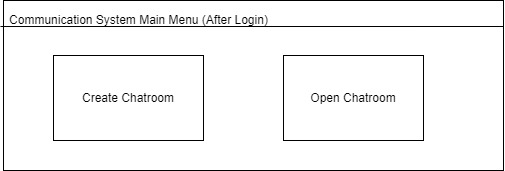 Communication System Main Menu (After Login)
Create Chatroom
Open Chatroom